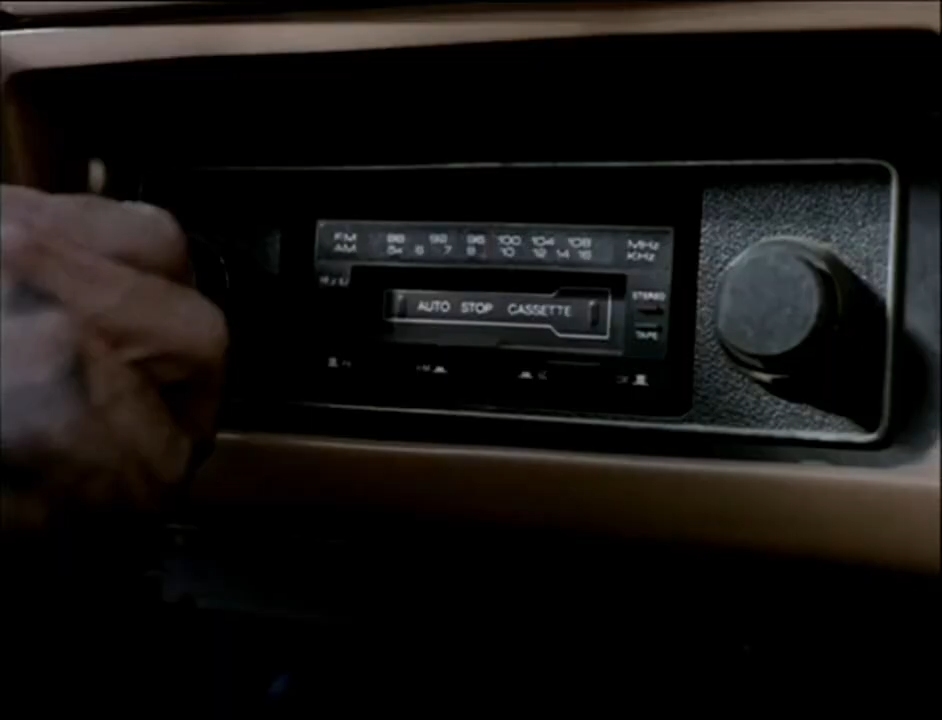 FM 88 92 96 100 104 108 MHz
AM 54 6 7 8 10 12 14 16 KHz
STEREO
AUTO STOP CASSETTE
TAPE